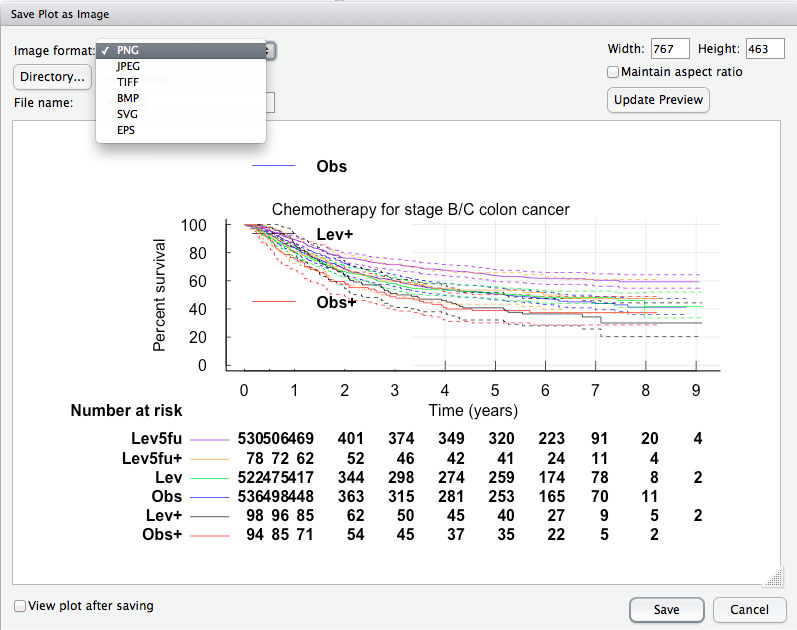 Save Plot as Image
Image format:
✓ PNG
JPEG
TIFF
BMP
SVG
EPS
Width: 767 Height: 463
Directory...
Maintain aspect ratio
File name:
Update Preview
Obs
Chemotherapy for stage B/C colon cancer
Lev+
Obs+
Percent survival
100
80
60
40
20
0
0 1 2 3 4 5 6 7 8 9
Time (years)
Number at risk
Lev5fu 530 506 469 401 374 349 320 223 91 20 4
Lev5fu+ 78 72 62 52 46 42 41 24 11 4
Lev 522 475 417 344 298 274 259 174 78 8 2
Obs 536 498 448 363 315 281 253 165 70 11
Lev+ 98 96 85 62 50 45 40 27 9 5 2
Obs+ 94 85 71 54 45 37 35 22 5 2
View plot after saving
Save
Cancel